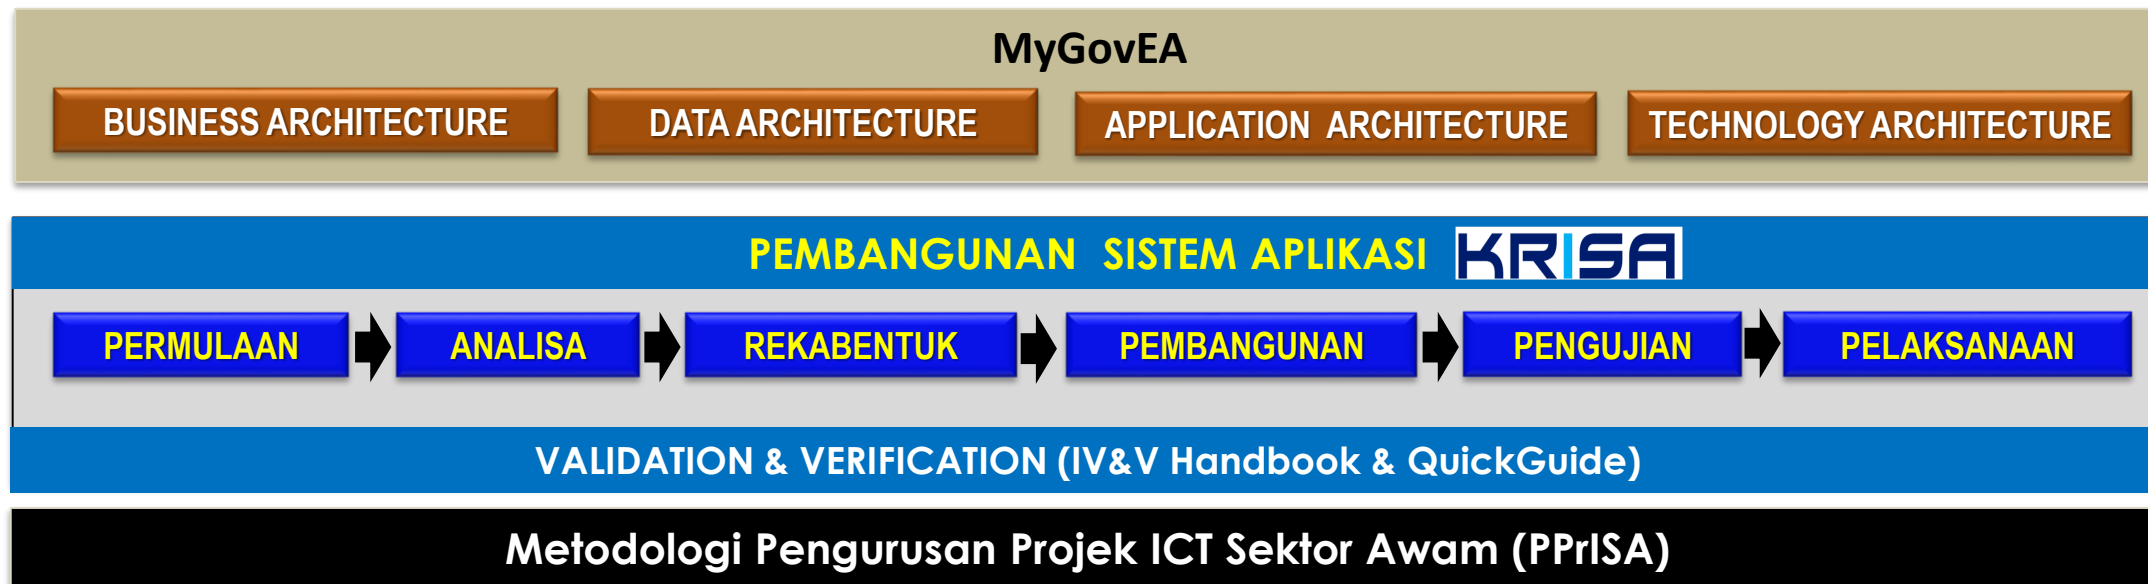 MyGovEA
BUSINESS ARCHITECTURE
DATA ARCHITECTURE
APPLICATION ARCHITECTURE
TECHNOLOGY ARCHITECTURE
PEMBANGUNAN SISTEM APLIKASI KRISA
PERMULAAN
ANALISA
REKABENTUK
PEMBANGUNAN
PENGUJIAN
PELAKSANAAN
VALIDATION & VERIFICATION (IV&V Handbook & QuickGuide)
Metodologi Pengurusan Projek ICT Sektor Awam (PPrISA)